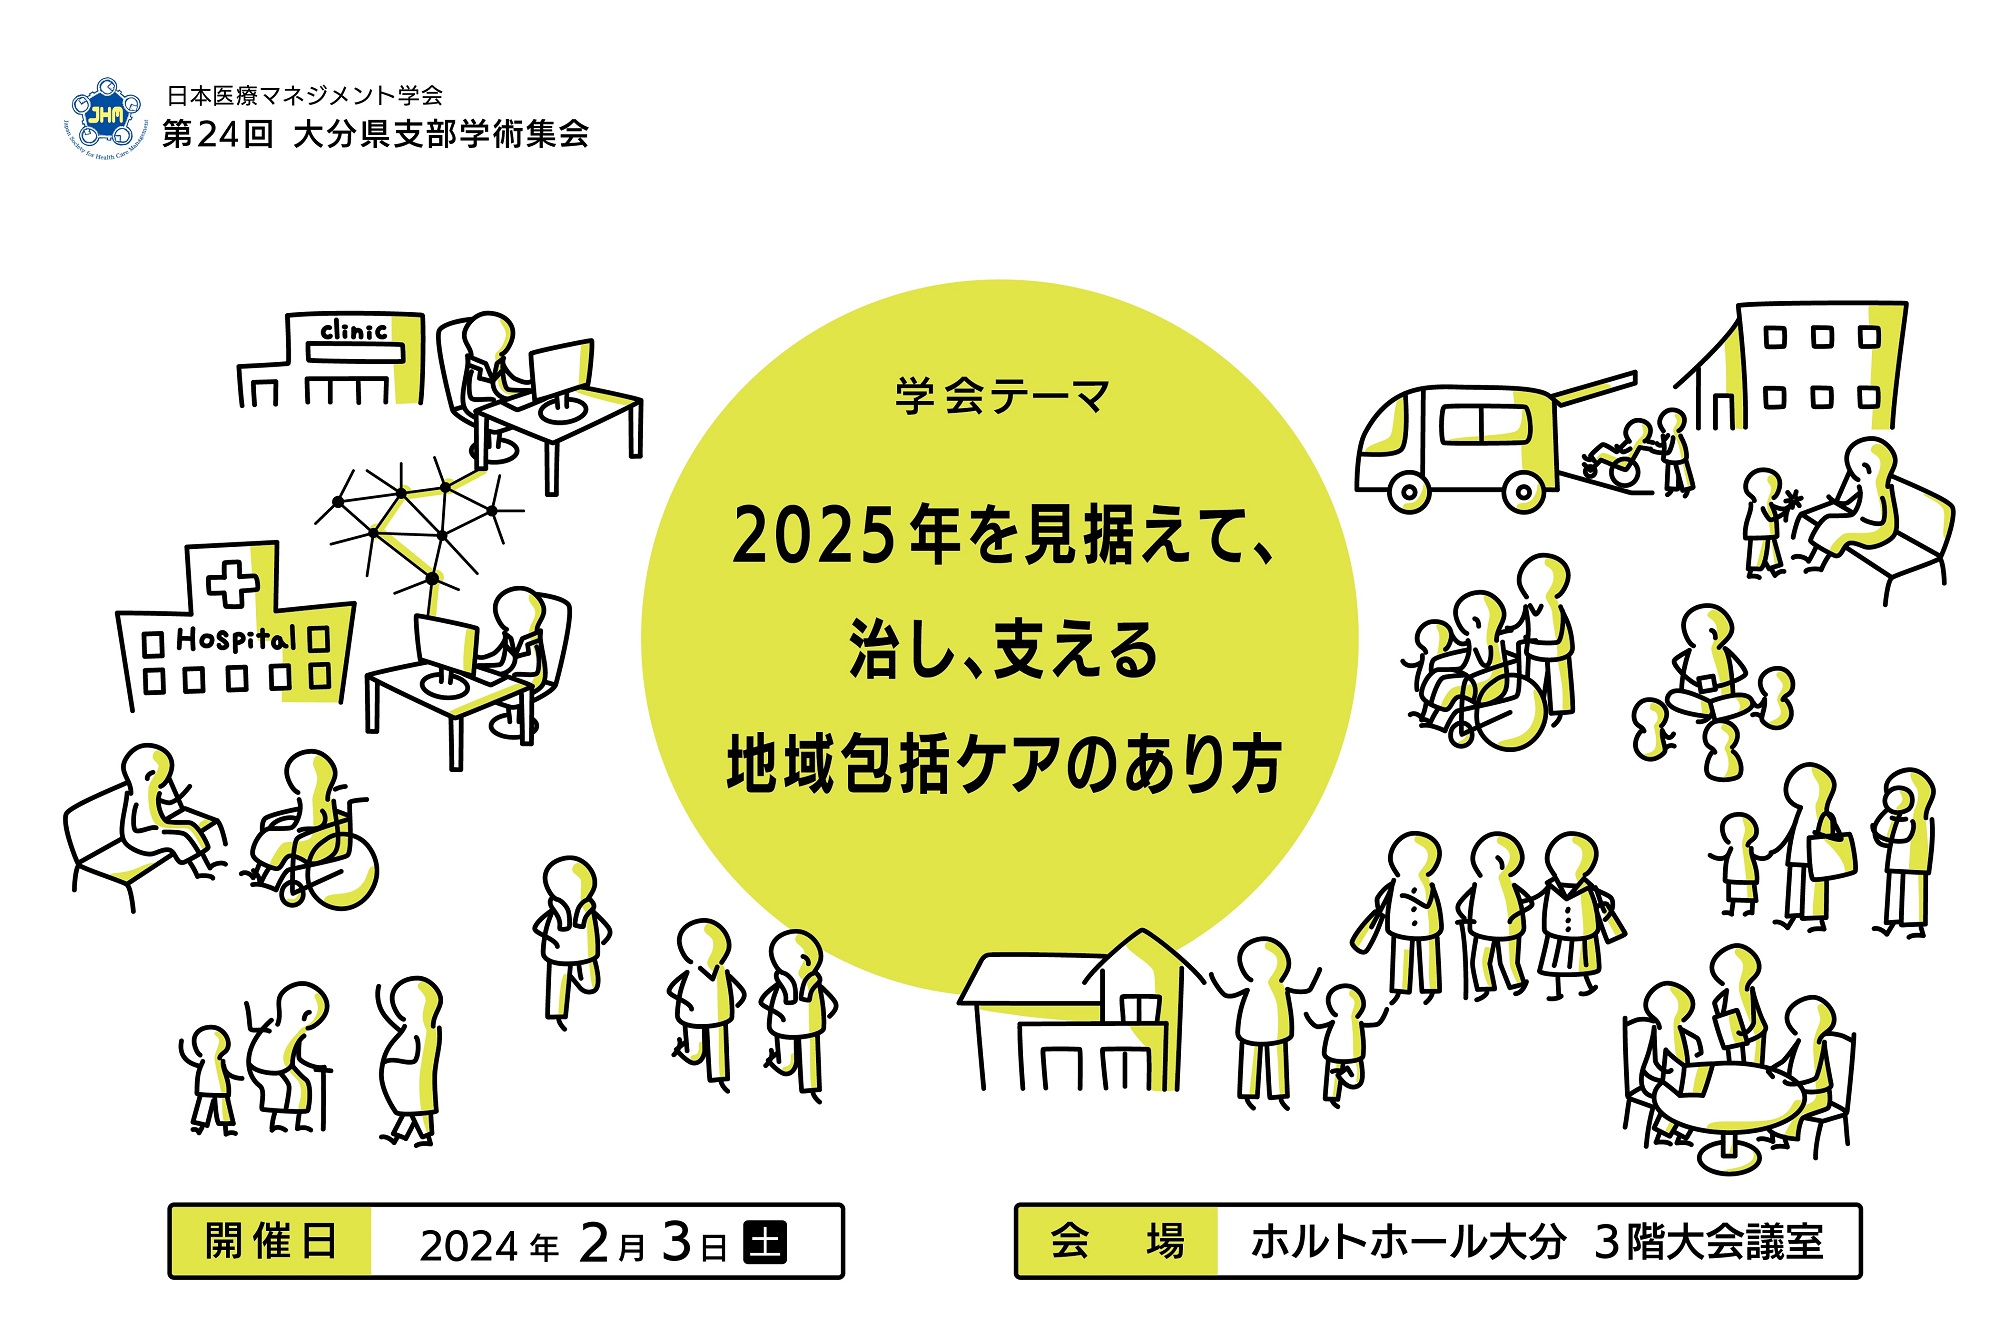 JHM
Japan Society for Health Care Management
日本医療マネジメント学会
第24回 大分県支部学術集会
学会テーマ
2025年を見据えて、
治し、支える
地域包括ケアのあり方
clinic
Hospital
開催日 2024年 2月3日 土
会場 ホルトホール大分 3階大会議室